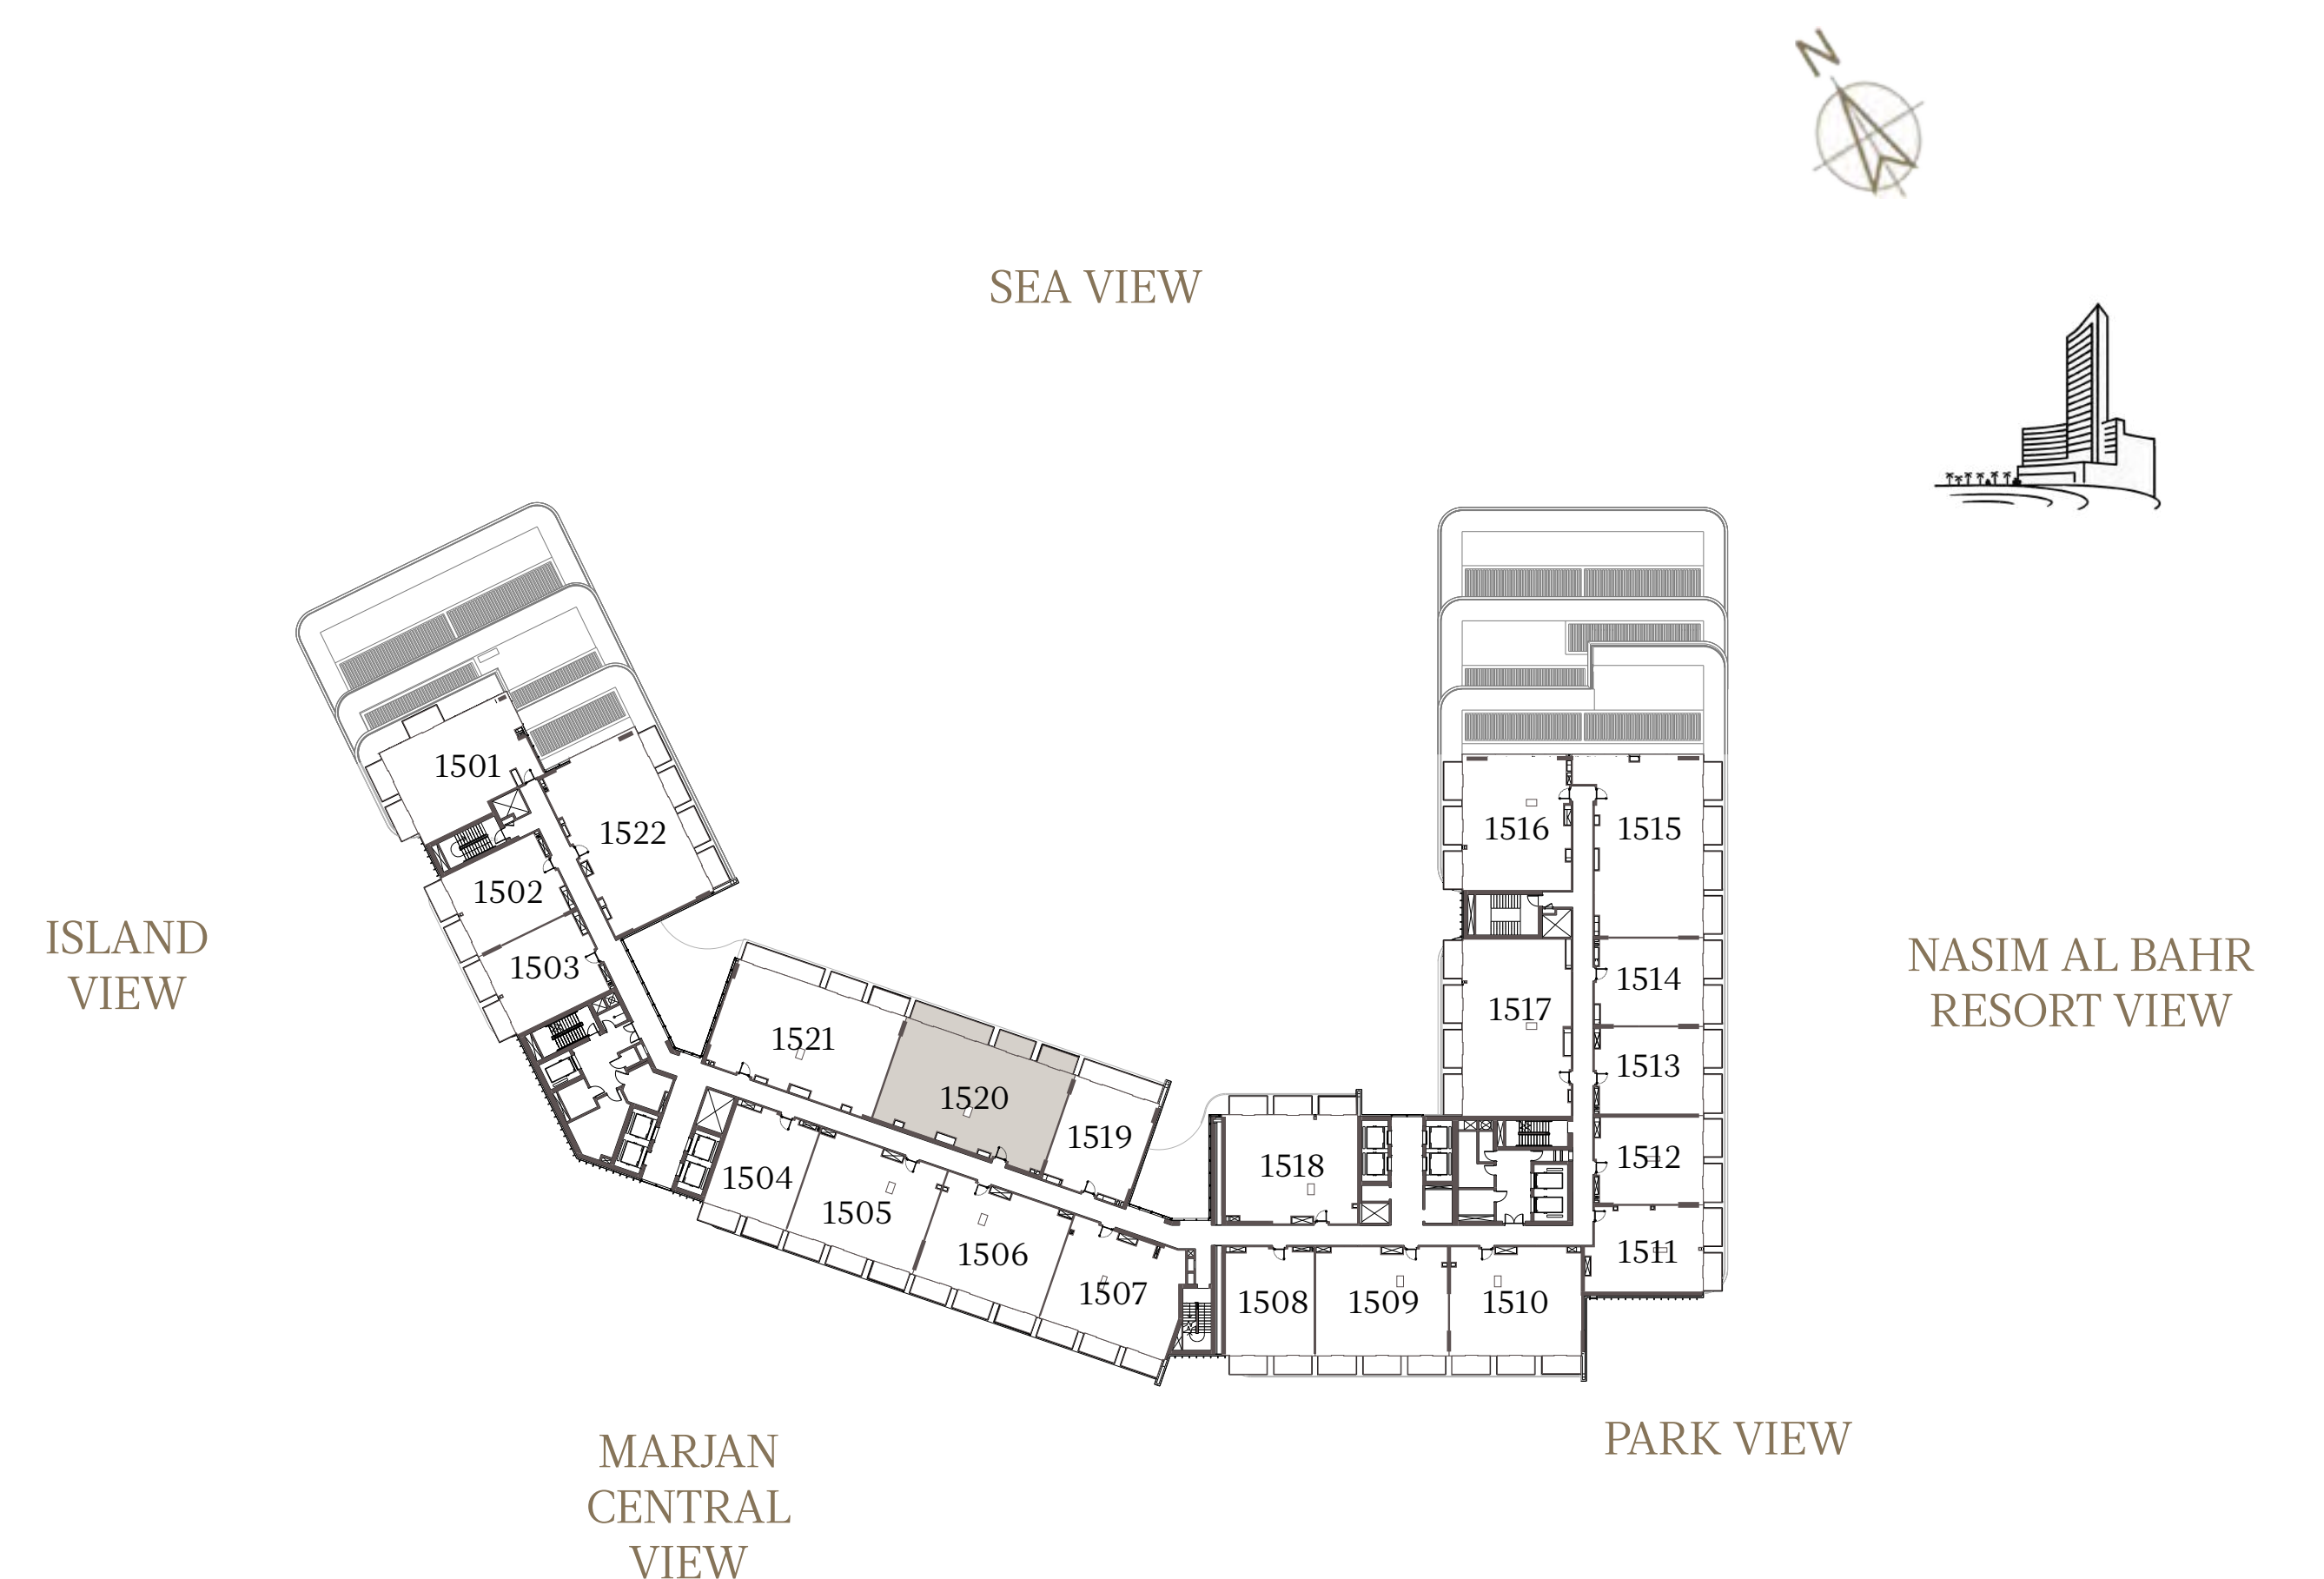 N
SEA VIEW
1501
1522
1516
1515
1502
ISLAND
VIEW
NASIM AL BAHR
RESORT VIEW
1503
1514
1517
1521
1513
1520
1519
1512
1518
1504
1505
1511
1506
1507
1508
1509
1510
PARK VIEW
MARJAN
CENTRAL
VIEW